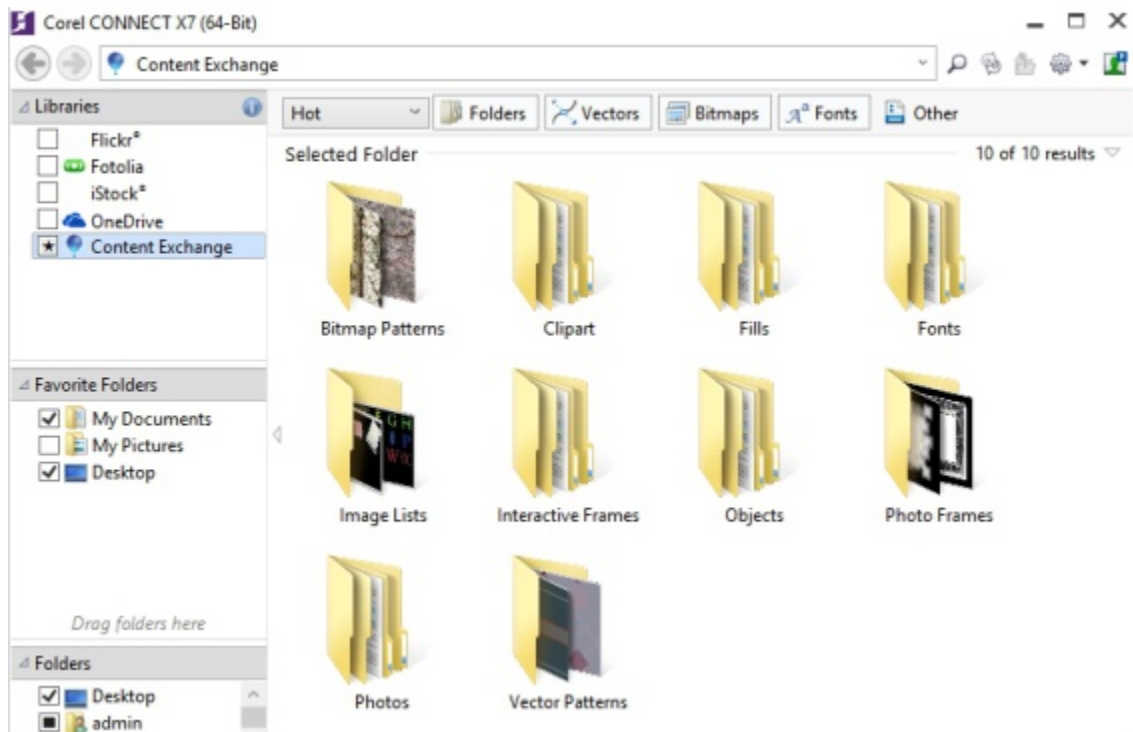 Corel CONNECT X7 (64-Bit)
Content Exchange
Libraries
Flickr®
Fotolia
iStock®
OneDrive
Content Exchange
Hot Folders Vectors Bitmaps Fonts Other
Selected Folder 10 of 10 results
Bitmap Patterns Clipart Fills Fonts
Image Lists Interactive Frames Objects Photo Frames
Photos Vector Patterns
Favorite Folders
My Documents
My Pictures
Desktop
Drag folders here
Folders
Desktop
admin